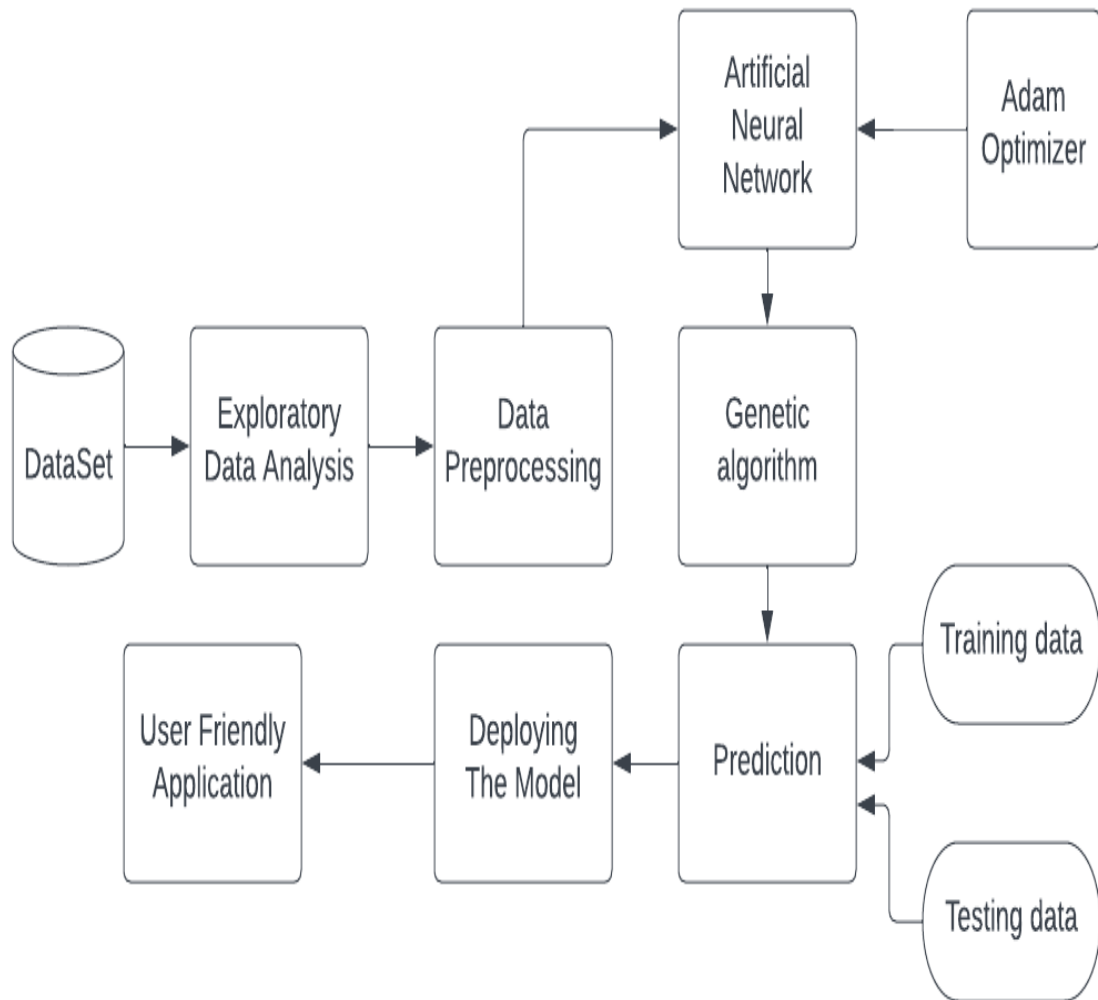 Artificial
Neural
Network
Adam
Optimizer
DataSet
Exploratory
Data Analysis
Data
Preprocessing
Genetic
algorithm
Training data
User Friendly
Application
Deploying
The Model
Prediction
Testing data